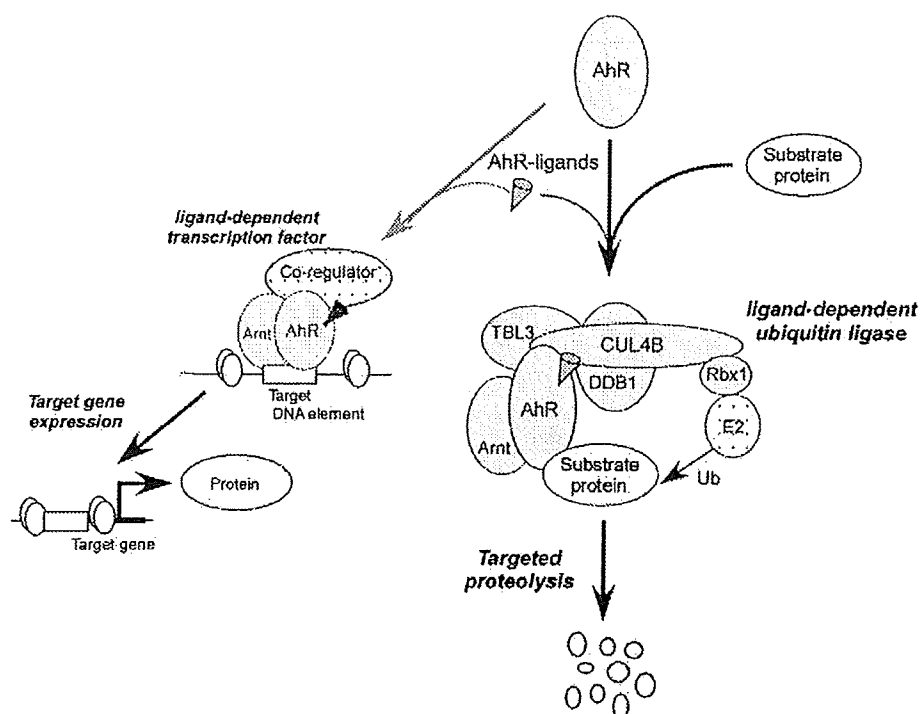 AhR
AhR-ligands
Substrate
protein
ligand-dependent
transcription factor
Co-regulator
Arnt
AhR
Target
DNA element
Target gene
expression
Protein
Target gene
ligand-dependent
ubiquitin ligase
TBL3
CUL4B
DDB1
Rbx1
AhR
E2
Arnt
Substrate
protein
Ub
Targeted
proteolysis